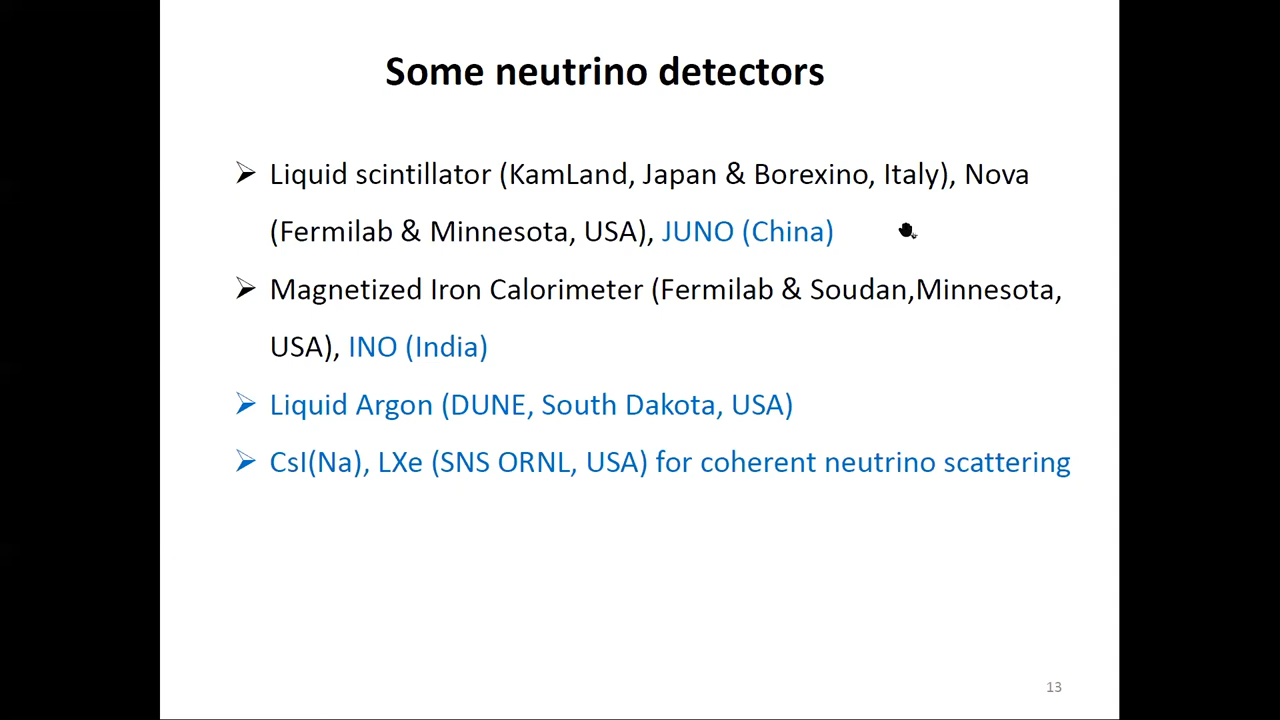 Some neutrino detectors
Liquid scintillator (KamLand, Japan & Borexino, Italy), Nova
(Fermilab & Minnesota, USA), JUNO (China)
Magnetized Iron Calorimeter (Fermilab & Soudan,Minnesota,
USA), INO (India)
Liquid Argon (DUNE, South Dakota, USA)
CsI(Na), LXe (SNS ORNL, USA) for coherent neutrino scattering
13